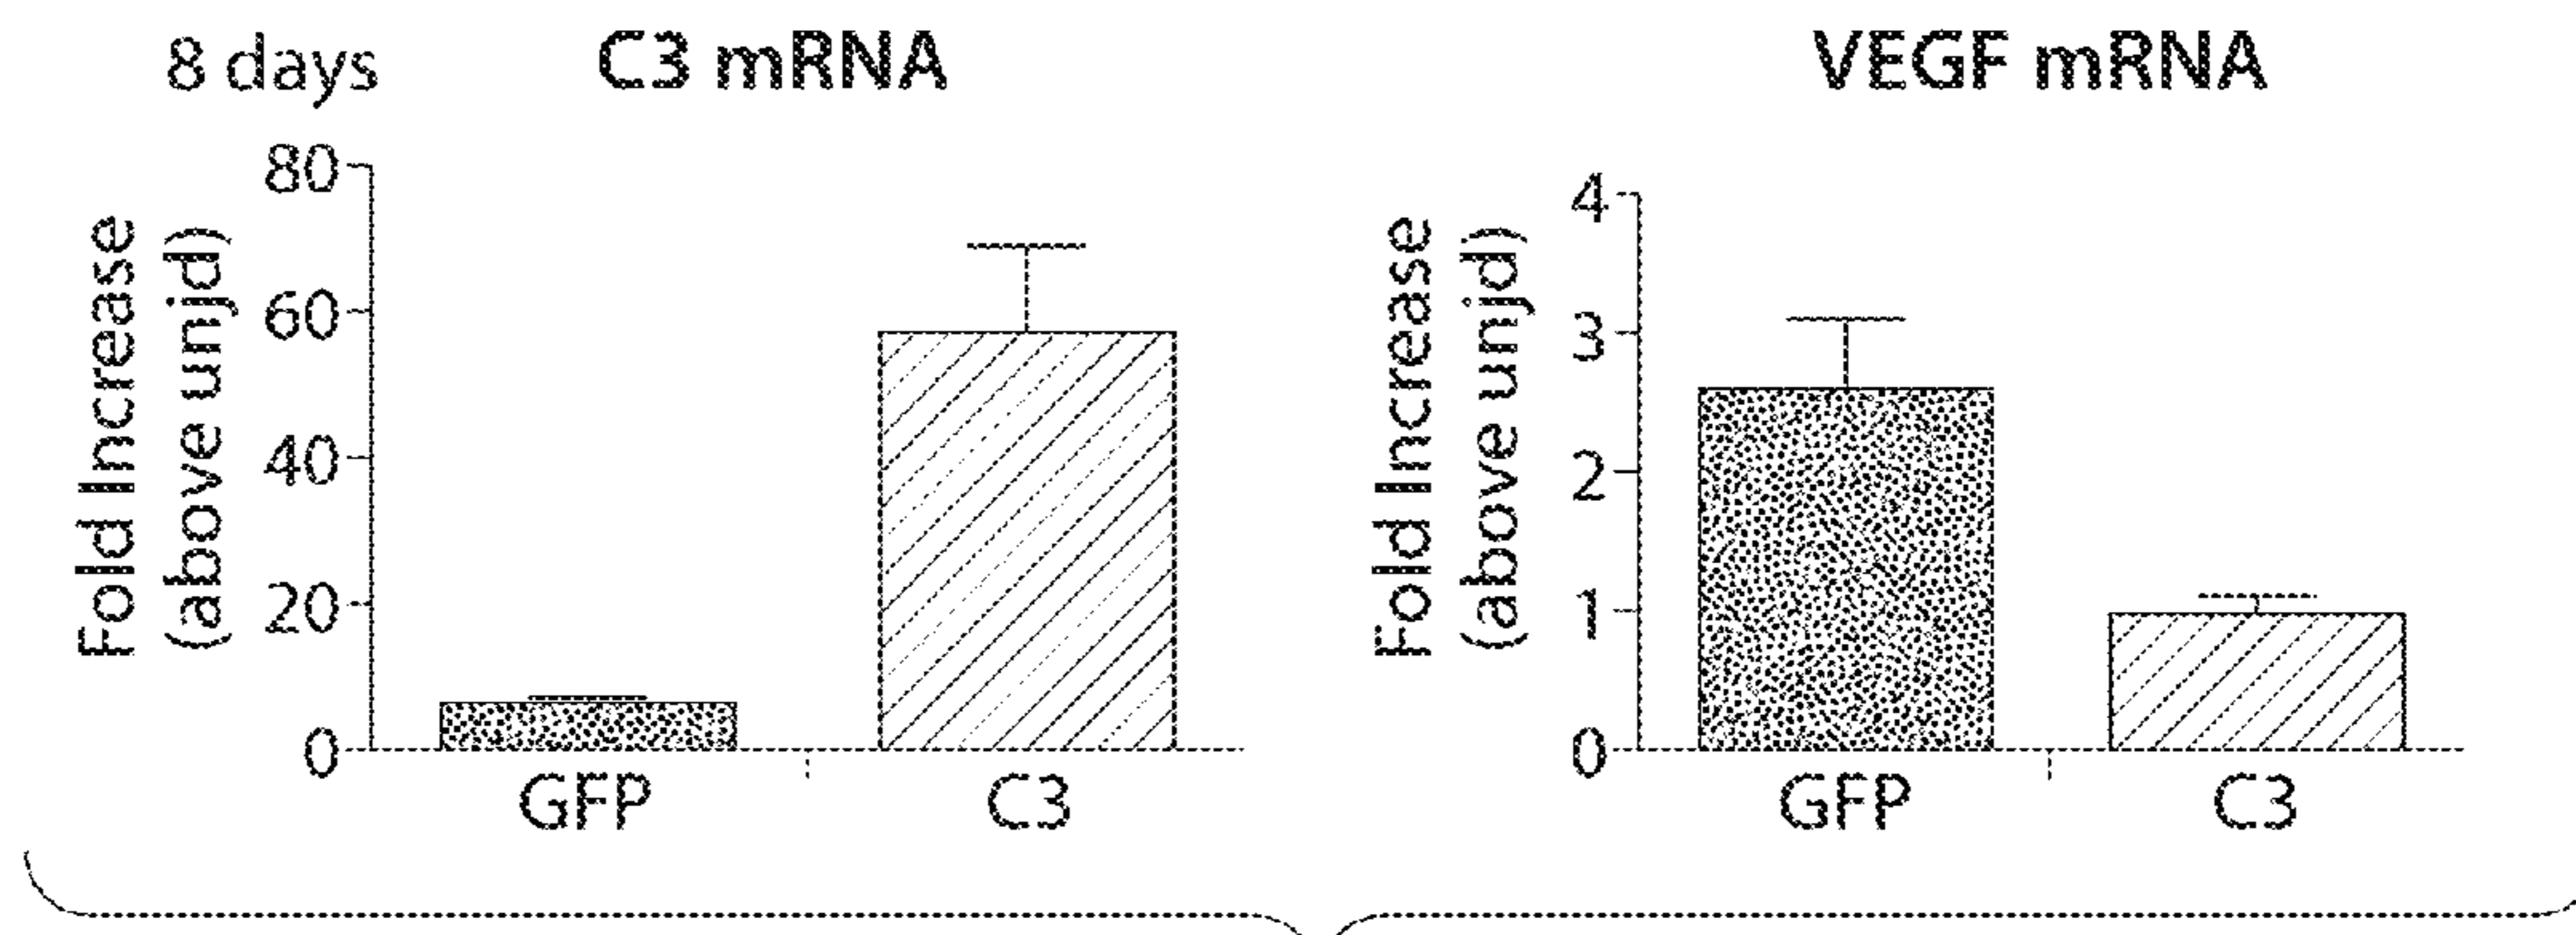 8 days
C3 mRNA
Fold Increase
(above unjd)
80
60
40
20
0
GFP
C3
VEGF mRNA
Fold Increase
(above unjd)
4
3
2
1
0
GFP
C3